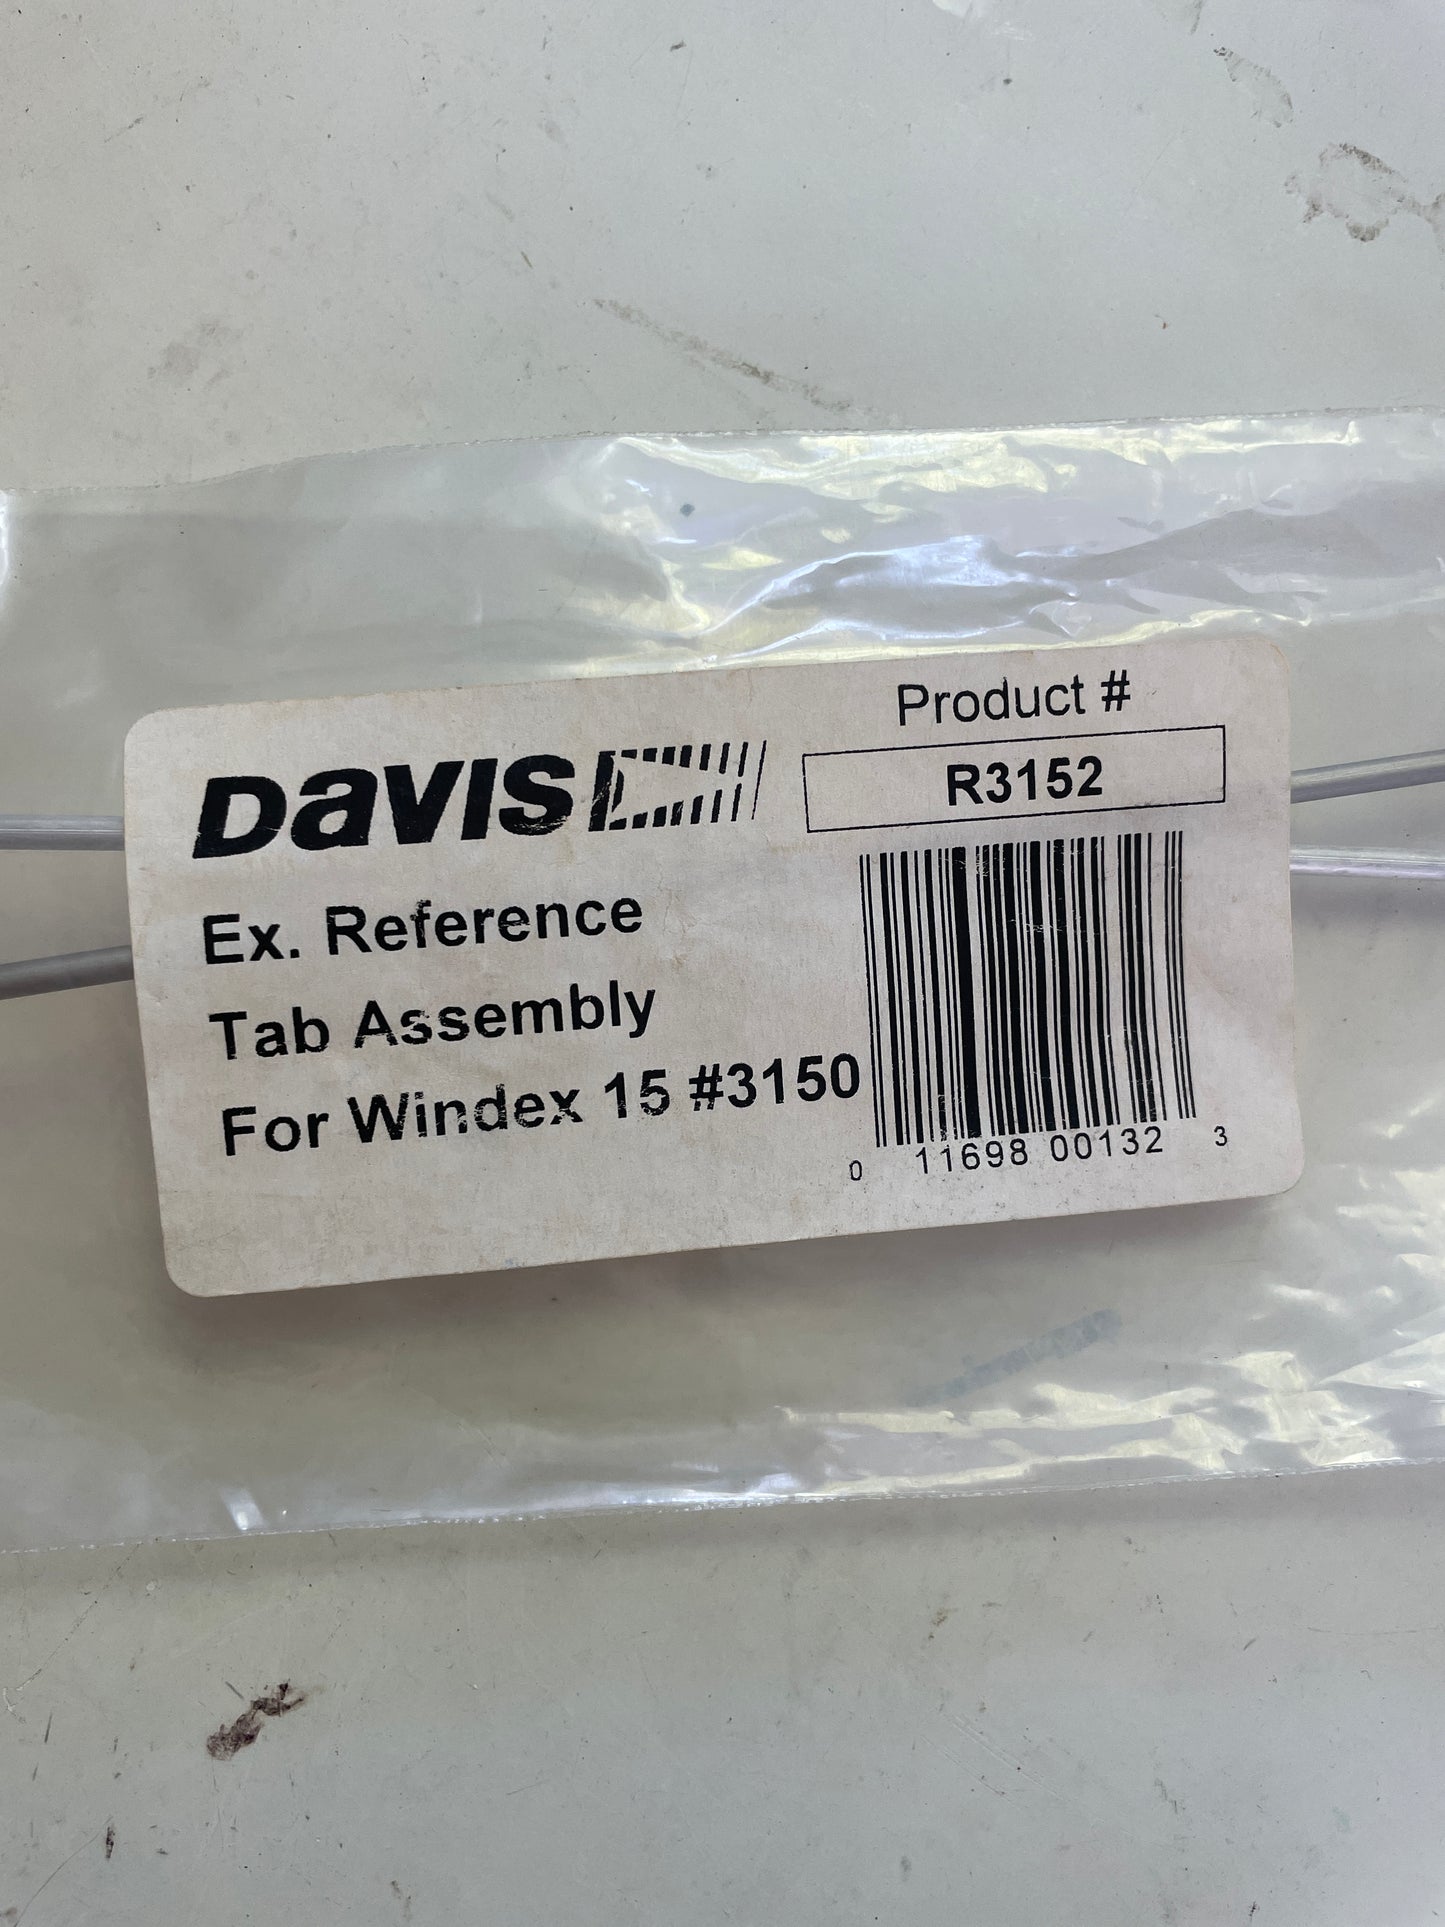 DAVIS
Product #
R3152
Ex. Reference
Tab Assembly
For Windex 15 #3150
0 11698 00132 3